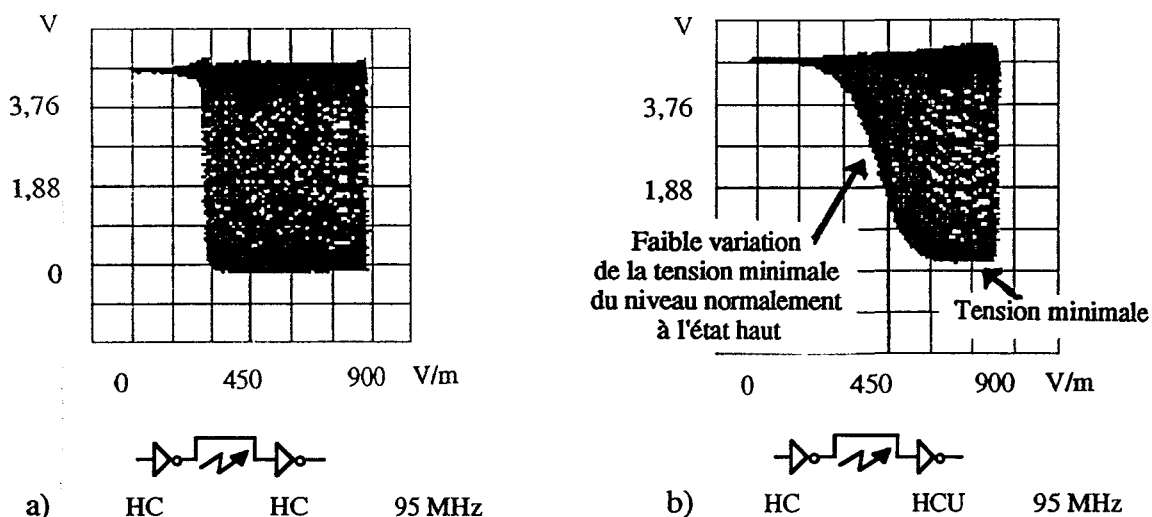 V
3,76
1,88
0
0 450 900 V/m
a) HC HC 95 MHz
V
3,76
1,88
Faible variation
de la tension minimale
du niveau normalement
à l'état haut
Tension minimale
0 450 900 V/m
b) HC HCU 95 MHz